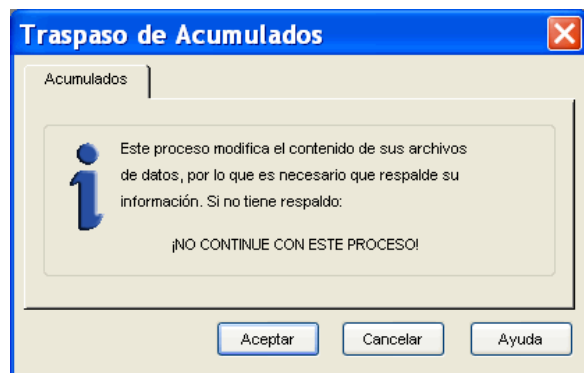 Traspaso de Acumulados
Acumulados
Este proceso modifica el contenido de sus archivos
de datos, por lo que es necesario que respalde su
información. Si no tiene respaldo:
¡NO CONTINUE CON ESTE PROCESO!
Aceptar Cancelar Ayuda